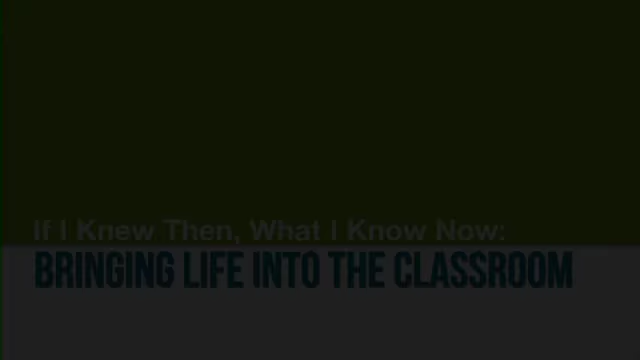 If I Knew Then, What I Know Now:
BRINGING LIFE INTO THE CLASSROOM